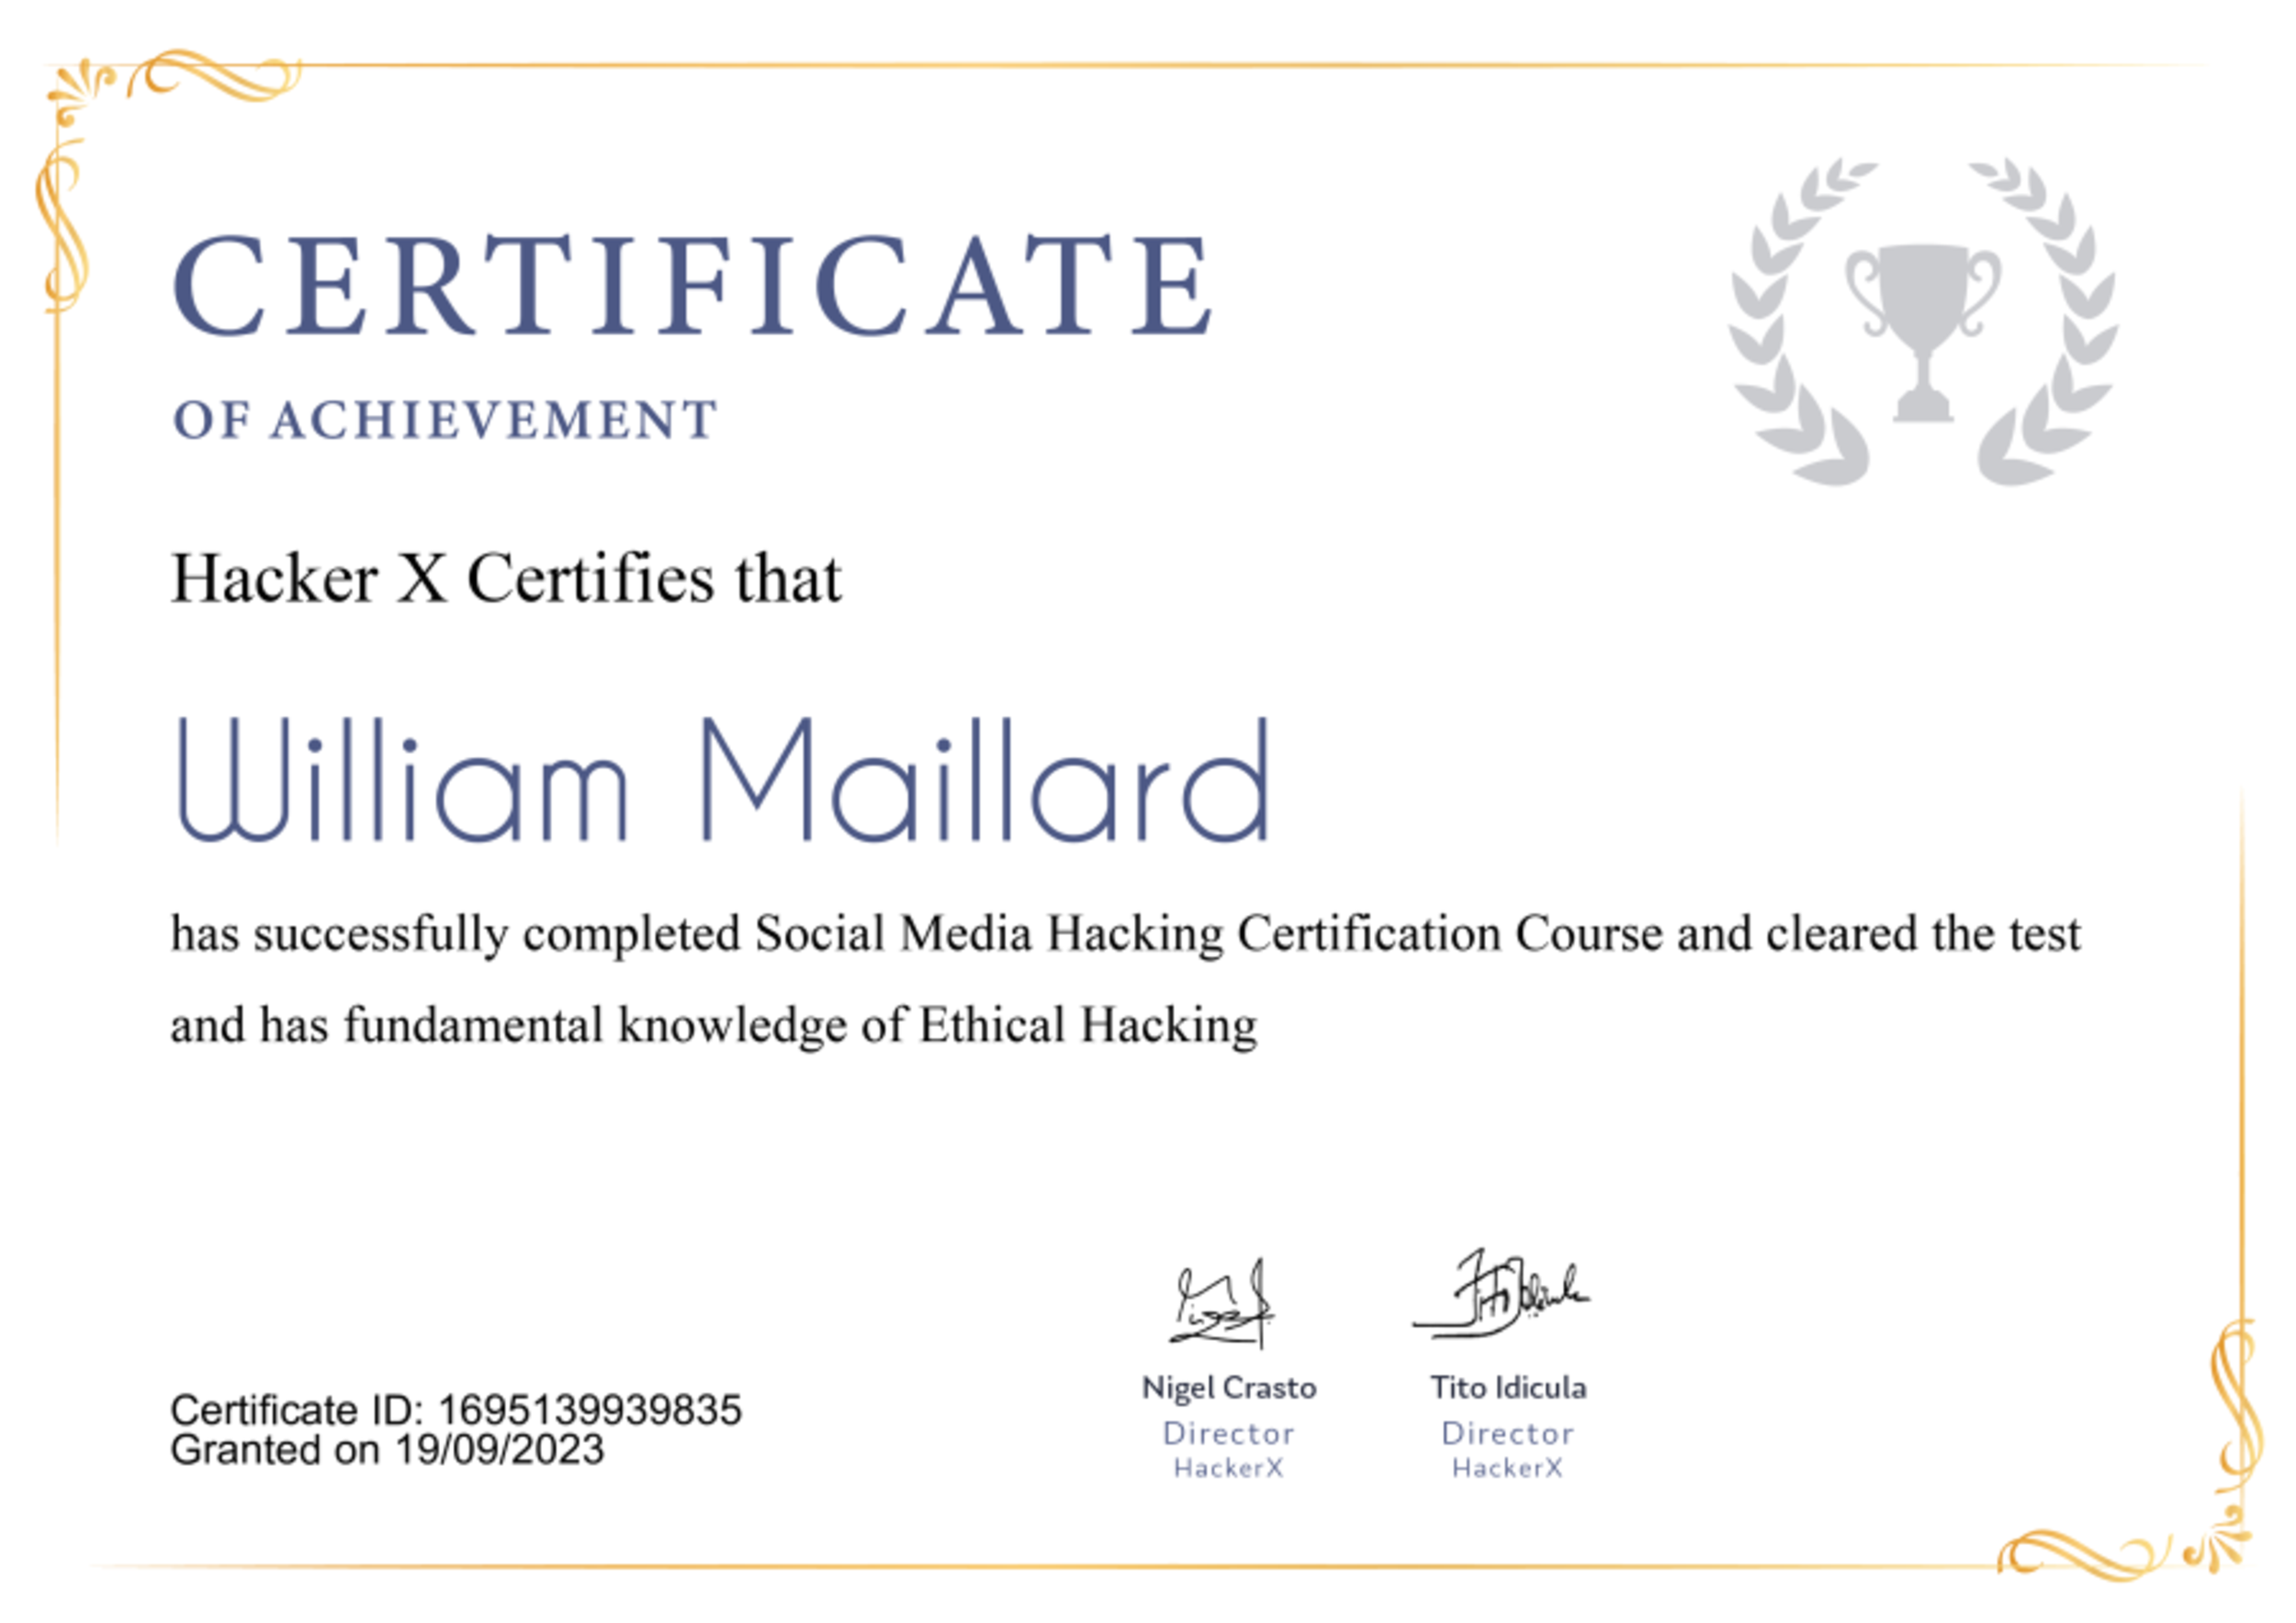 CERTIFICATE
OF ACHIEVEMENT
Hacker X Certifies that
William Maillard
has successfully completed Social Media Hacking Certification Course and cleared the test
and has fundamental knowledge of Ethical Hacking
Certificate ID: 1695139939835
Granted on 19/09/2023
Nigel Crasto
Director
HackerX
Tito Idicula
Director
HackerX